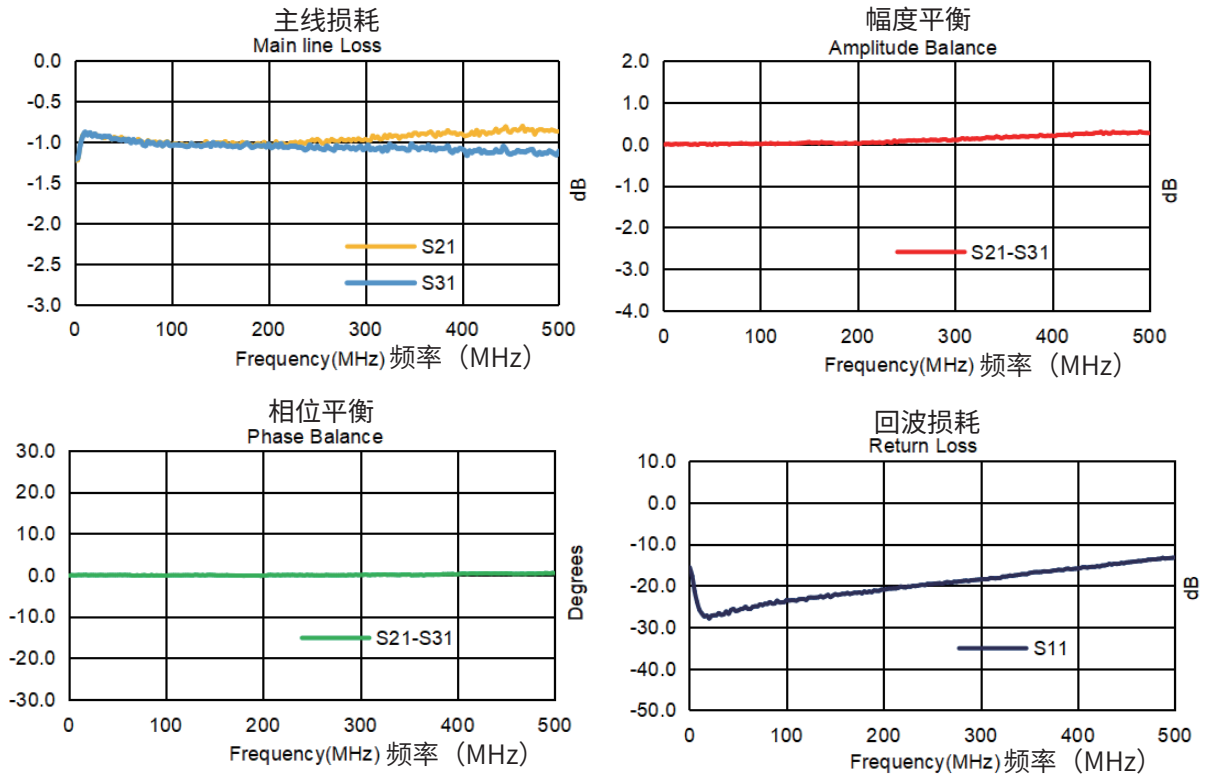 主线损耗
Main line Loss
0.0
-0.5
-1.0
-1.5
-2.0
-2.5
-3.0
dB
S21
S31
0 100 200 300 400 500
Frequency(MHz) 频率（MHz）
幅度平衡
Amplitude Balance
2.0
1.0
0.0
-1.0
-2.0
-3.0
-4.0
dB
S21-S31
0 100 200 300 400 500
Frequency(MHz) 频率（MHz）
相位平衡
Phase Balance
30.0
20.0
10.0
0.0
-10.0
-20.0
-30.0
Degrees
S21-S31
0 100 200 300 400 500
Frequency(MHz) 频率（MHz）
回波损耗
Return Loss
10.0
0.0
-10.0
-20.0
-30.0
-40.0
-50.0
dB
S11
0 100 200 300 400 500
Frequency(MHz) 频率（MHz）